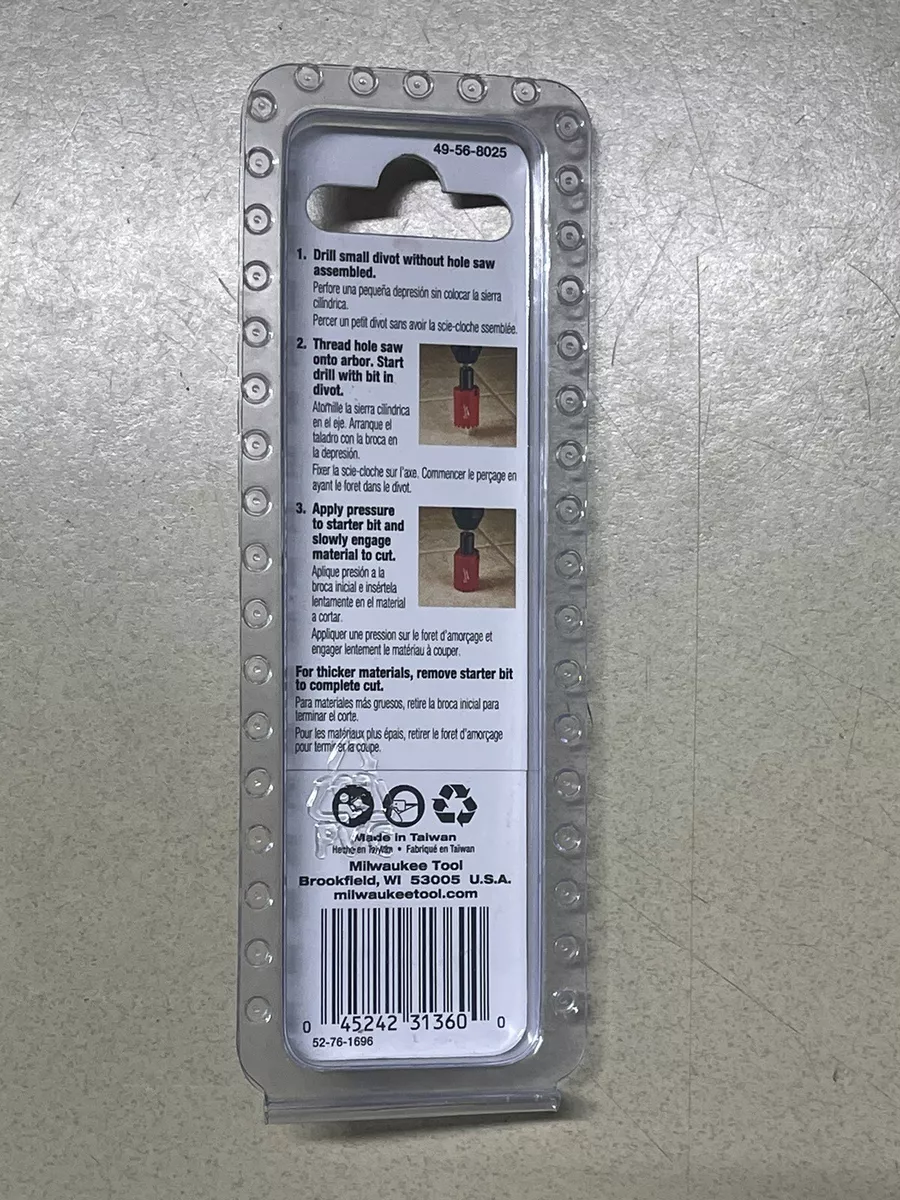 49-56-8025
1. Drill small divot without hole saw
assembled.
Perfore una pequeña depresión sin colocar la sierra
cilíndrica.
Percer un petit divot sans avoir la scie-cloche ssemblée.
2. Thread hole saw
onto arbor. Start
drill with bit in
divot.
Atornille la sierra cilíndrica
en el eje. Arranque el
taladro con la broca en
la depresión.
Fixer la scie-cloche sur l'axe. Commencer le perçage en
ayant le foret dans le divot.
3. Apply pressure
to starter bit and
slowly engage
material to cut.
Aplique presión a la
broca inicial e insértela
lentamente en el material
a cortar.
Appliquer une pression sur le foret d'amorçage et
engager lentement le matériau à couper.
For thicker materials, remove starter bit
to complete cut.
Para materiales más gruesos, retire la broca inicial para
terminar el corte.
Pour les matériaux plus épais, retirer le foret d'amorçage
pour terminer la coupe.
Made in Taiwan
Hecho en Taiwán • Fabriqué en Taiwan
Milwaukee Tool
Brookfield, WI 53005 U.S.A.
milwaukeetool.com
0 45242 31360 0
52-76-1696